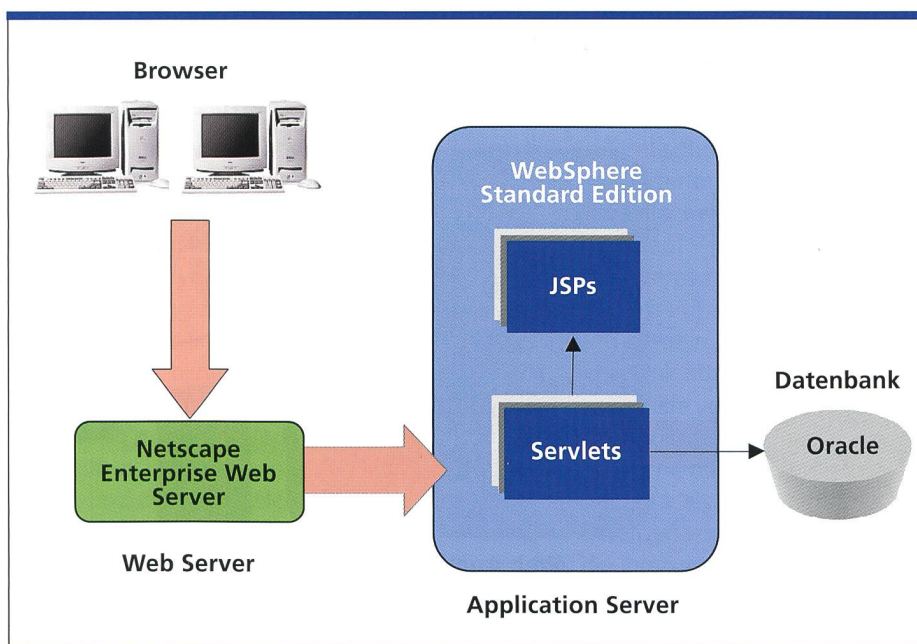 Browser
WebSphere
Standard Edition
JSPs
Servlets
Datenbank
Oracle
Netscape
Enterprise Web
Server
Web Server
Application Server